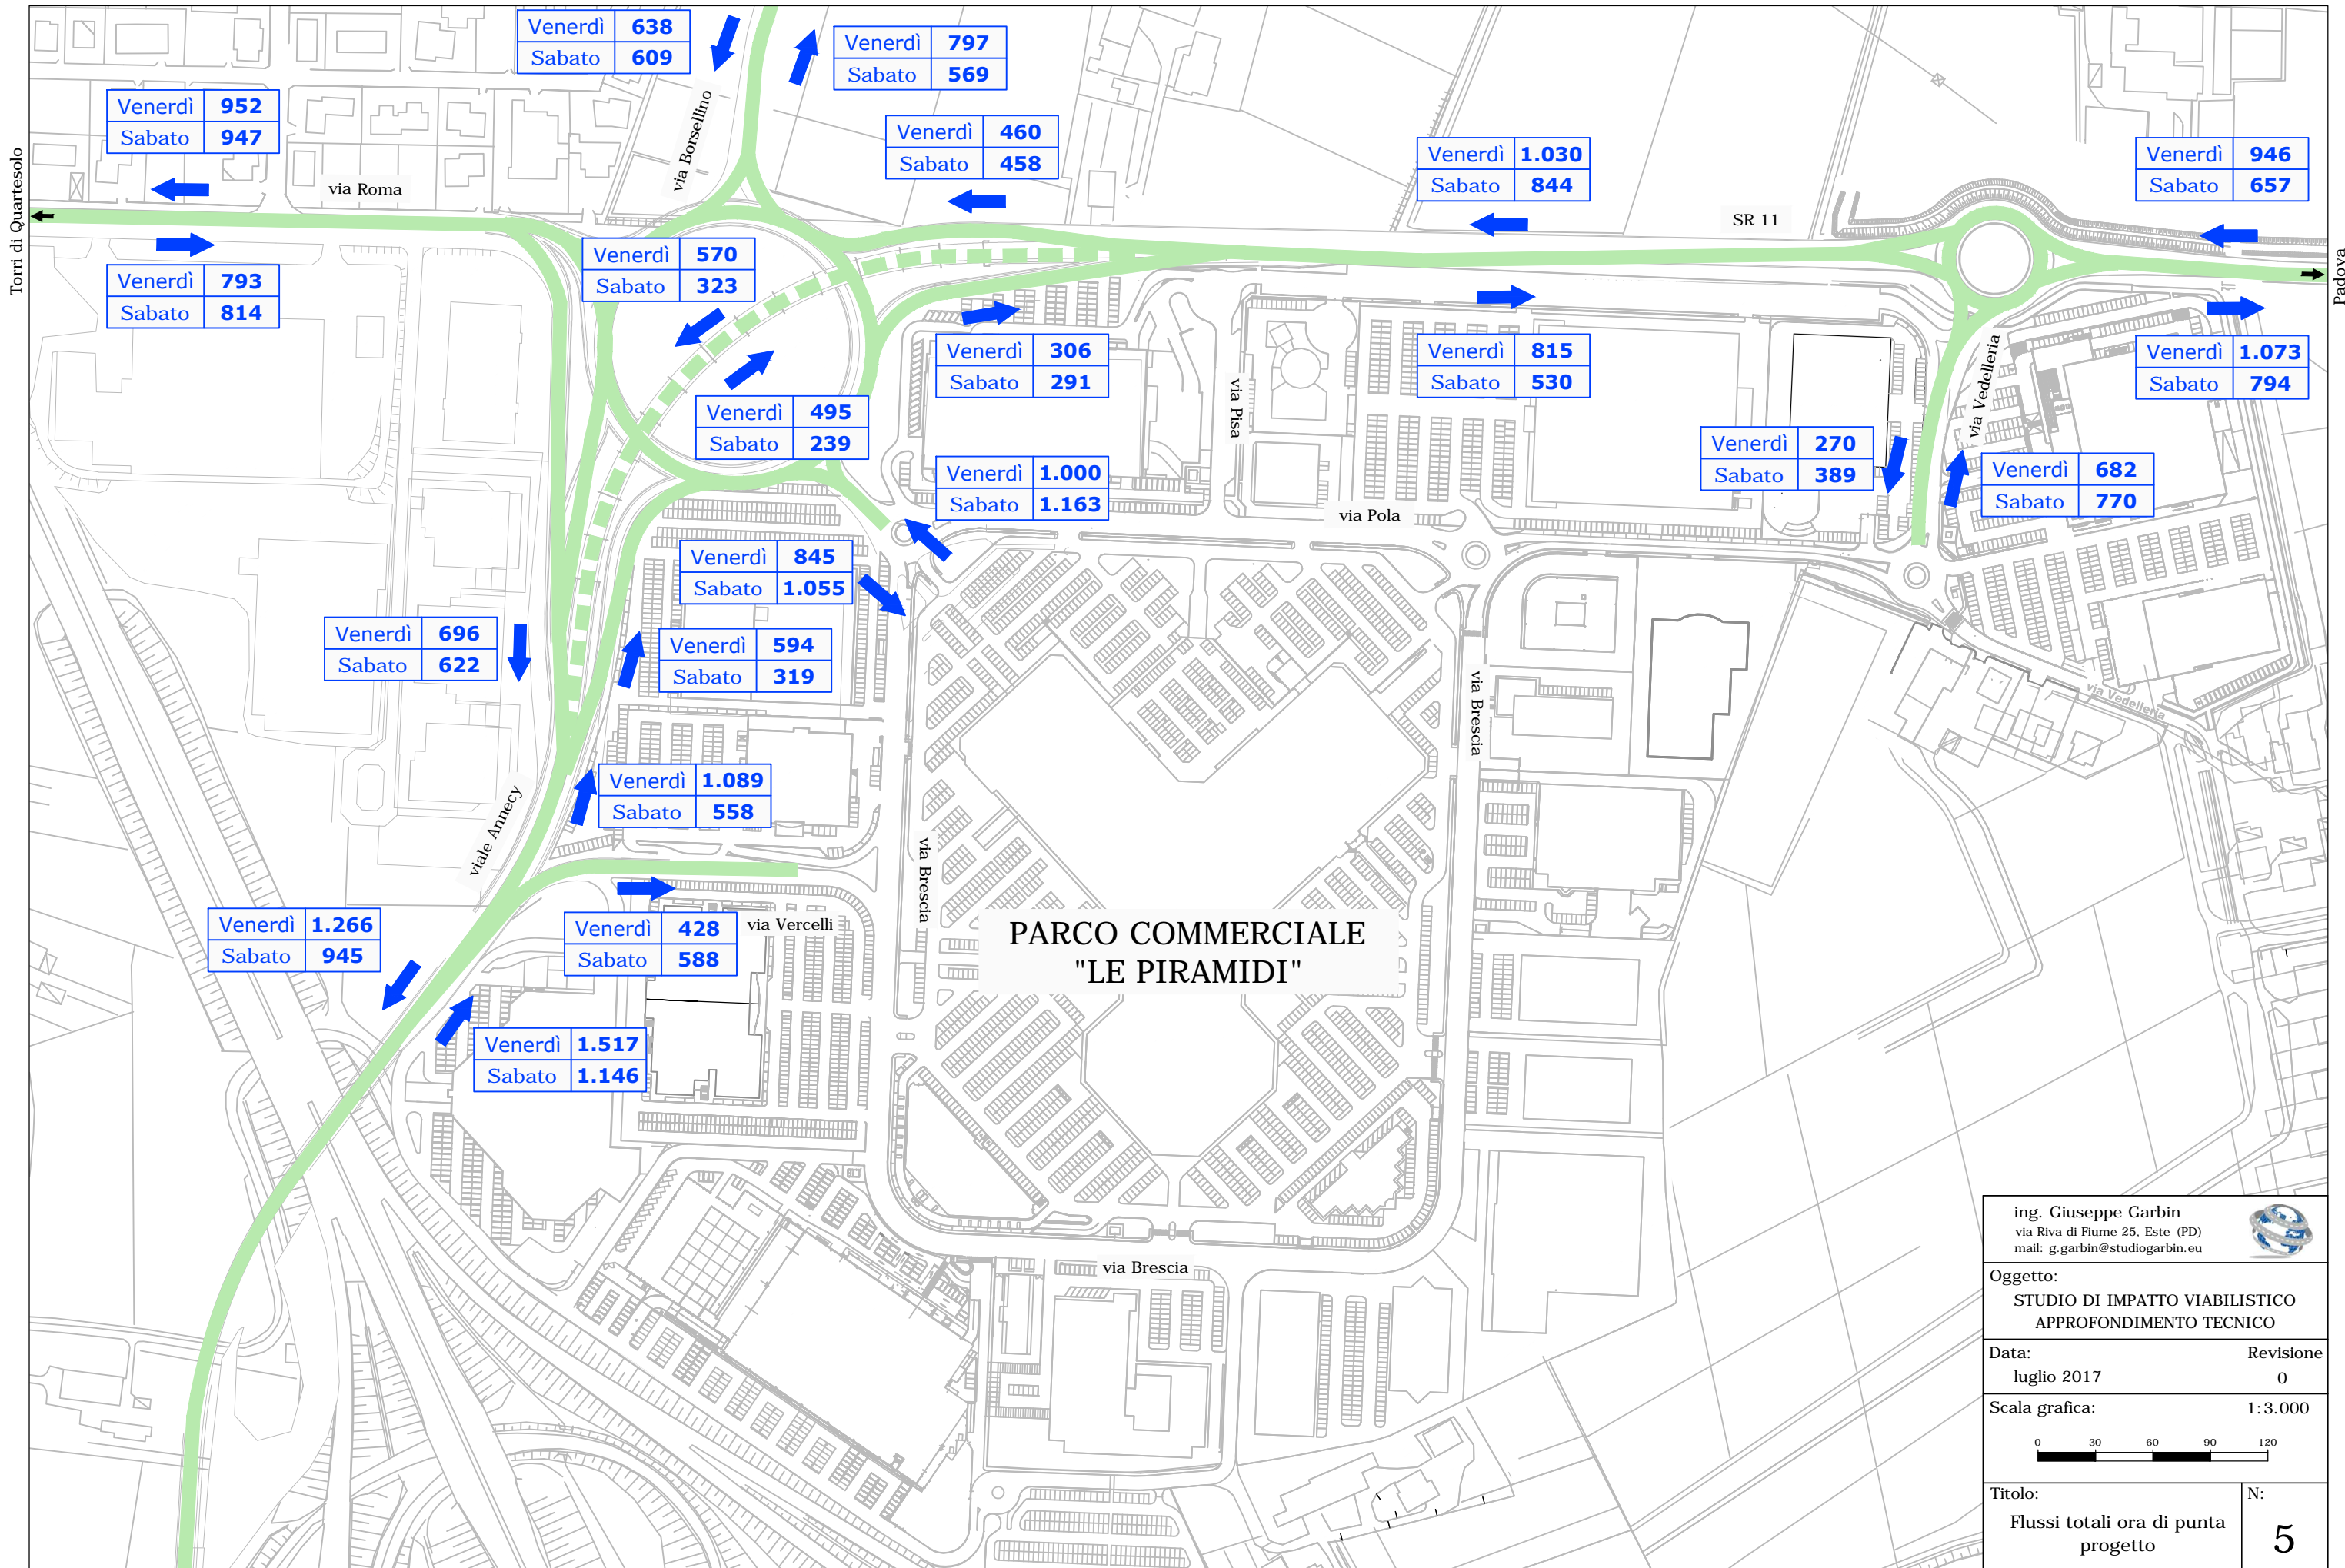 Venerdì 638
Sabato 609
Venerdì 797
Sabato 569
Venerdì 952
Sabato 947
via Borsellino
Venerdì 460
Sabato 458
Venerdì 1.030
Sabato 844
Venerdì 946
Sabato 657
Torri di Quartesolo
via Roma
SR 11
Padova
Venerdì 793
Sabato 814
Venerdì 570
Sabato 323
Venerdì 306
Sabato 291
via Pisa
Venerdì 815
Sabato 530
via Vedelleria
Venerdì 1.073
Sabato 794
Venerdì 495
Sabato 239
Venerdì 270
Sabato 389
Venerdì 1.000
Sabato 1.163
via Pola
Venerdì 682
Sabato 770
Venerdì 845
Sabato 1.055
Venerdì 696
Sabato 622
Venerdì 594
Sabato 319
via Brescia
via Vedelleria
Venerdì 1.089
Sabato 558
viale Annecy
via Brescia
Venerdì 1.266
Sabato 945
Venerdì 428
Sabato 588
via Vercelli
PARCO COMMERCIALE
"LE PIRAMIDI"
Venerdì 1.517
Sabato 1.146
via Brescia
ing. Giuseppe Garbin
via Riva di Fiume 25, Este (PD)
mail: g.garbin@studiogarbin.eu
Oggetto:
STUDIO DI IMPATTO VIABILISTICO
APPROFONDIMENTO TECNICO
Data: Revisione
luglio 2017 0
Scala grafica: 1:3.000
0 30 60 90 120
Titolo: N:
Flussi totali ora di punta
progetto
5